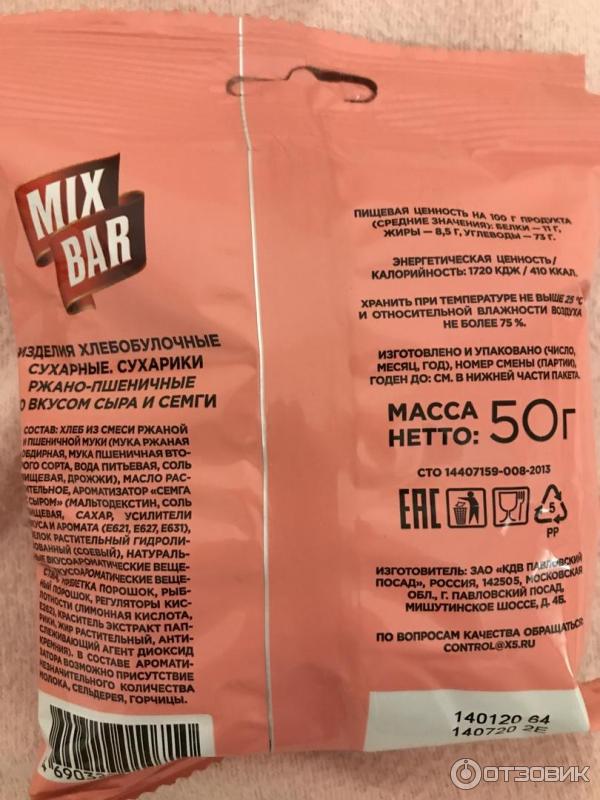 MIX
BAR
ИЗДЕЛИЯ ХЛЕБОБУЛОЧНЫЕ
СУХАРНЫЕ. СУХАРИКИ
РЖАНО-ПШЕНИЧНЫЕ
О ВКУСОМ СЫРА И СЕМГИ
СОСТАВ: ХЛЕБ ИЗ СМЕСИ РЖАНОЙ
И ПШЕНИЧНОЙ МУКИ (МУКА РЖАНАЯ
ОБДИРНАЯ, МУКА ПШЕНИЧНАЯ ВТО-
РОГО СОРТА, ВОДА ПИТЬЕВАЯ, СОЛЬ
ПИЩЕВАЯ, ДРОЖЖИ), МАСЛО РАС-
ТИТЕЛЬНОЕ, АРОМАТИЗАТОР «СЕМГА
С СЫРОМ» (МАЛЬТОДЕКСТРИН, СОЛЬ
ПИЩЕВАЯ, САХАР, УСИЛИТЕЛИ
ВКУСА И АРОМАТА (Е621, Е627, Е631),
БЕЛОК РАСТИТЕЛЬНЫЙ ГИДРОЛИ-
ЗОВАННЫЙ (СОЕВЫЙ), НАТУРАЛЬ-
НЫЕ ВКУСОАРОМАТИЧЕСКИЕ ВЕЩЕ-
ВКУСОАРОМАТИЧЕСКИЕ ВЕЩЕ-
ПОРОШОК, РЫБ-
НЫЙ ПОРОШОК, РЕГУЛЯТОРЫ КИС-
ЛОТНОСТИ (ЛИМОННАЯ КИСЛОТА,
Е262), КРАСИТЕЛЬ ЭКСТРАКТ ПАП-
РИКИ, ЖИР РАСТИТЕЛЬНЫЙ, АНТИ-
СЛЕЖИВАЮЩИЙ АГЕНТ ДИОКСИД
КРЕМНИЯ). В СОСТАВЕ АРОМАТИ-
ЗАТОРА ВОЗМОЖНО ПРИСУТСТВИЕ
НЕЗНАЧИТЕЛЬНОГО КОЛИЧЕСТВА
МОЛОКА, СЕЛЬДЕРЕЯ, ГОРЧИЦЫ.
ПИЩЕВАЯ ЦЕННОСТЬ НА 100 Г ПРОДУКТА
(СРЕДНИЕ ЗНАЧЕНИЯ): БЕЛКИ — 11 Г,
ЖИРЫ — 8,5 Г, УГЛЕВОДЫ — 73 Г.
ЭНЕРГЕТИЧЕСКАЯ ЦЕННОСТЬ/
КАЛОРИЙНОСТЬ: 1720 КДЖ / 410 ККАЛ.
ХРАНИТЬ ПРИ ТЕМПЕРАТУРЕ НЕ ВЫШЕ 25 °С
И ОТНОСИТЕЛЬНОЙ ВЛАЖНОСТИ ВОЗДУХА
НЕ БОЛЕЕ 75 %.
ИЗГОТОВЛЕНО И УПАКОВАНО (ЧИСЛО,
МЕСЯЦ, ГОД), НОМЕР СМЕНЫ (ПАРТИИ),
ГОДЕН ДО: СМ. В НИЖНЕЙ ЧАСТИ ПАКЕТА.
МАССА
НЕТТО: 50г
СТО 14407159-008-2013
ЕАС
5
PP
ИЗГОТОВИТЕЛЬ: ЗАО «КДВ ПАВЛОВСКИЙ
ПОСАД», РОССИЯ, 142505, МОСКОВСКАЯ
ОБЛ., Г. ПАВЛОВСКИЙ ПОСАД,
МИШУТИНСКОЕ ШОССЕ, Д. 4Б.
ПО ВОПРОСАМ КАЧЕСТВА ОБРАЩАТЬСЯ:
CONTROL@X5.RU
140120 64
140720 2E
ОТЗОВИК